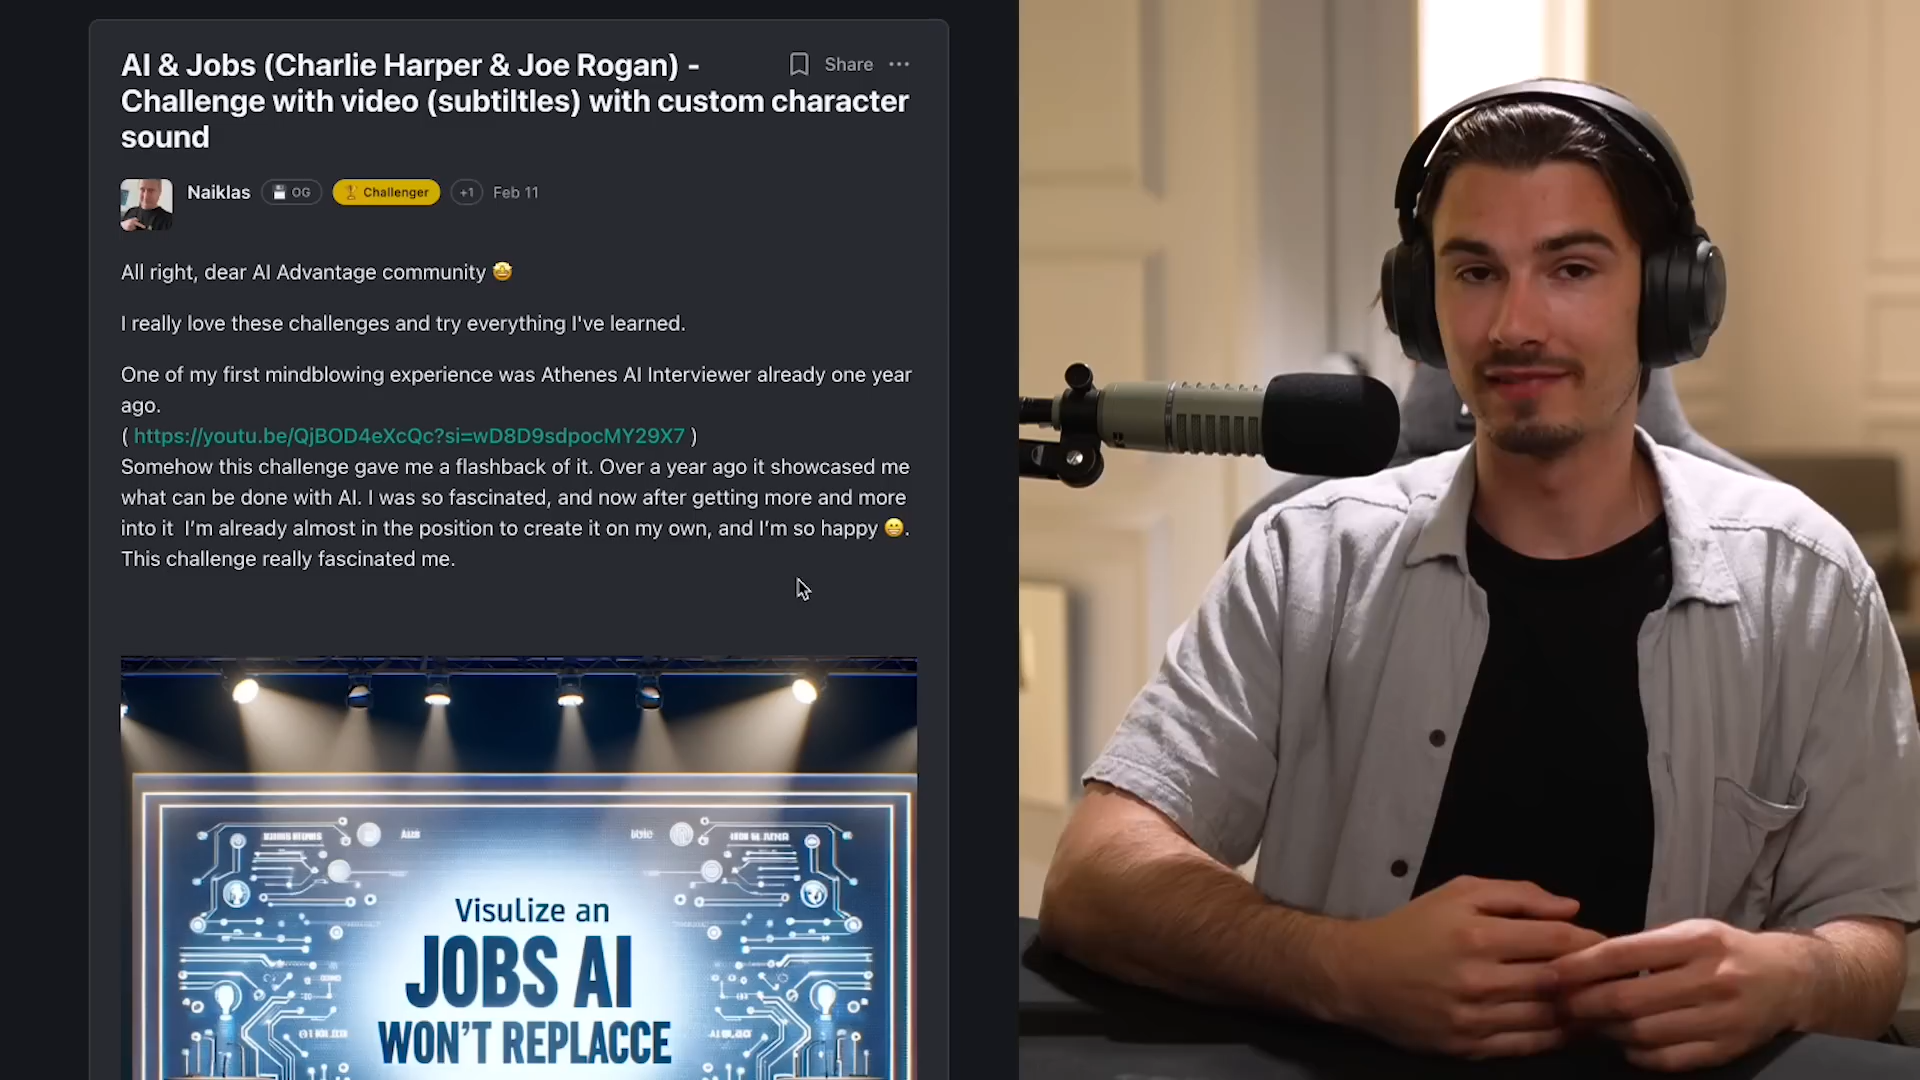 AI & Jobs (Charlie Harper & Joe Rogan) -
Challenge with video (subtiltles) with custom character
sound
Share
Naiklas
OG
Challenger
+1
Feb 11
All right, dear AI Advantage community 🤩
I really love these challenges and try everything I've learned.
One of my first mindblowing experience was Athenes AI Interviewer already one year
ago.
( https://youtu.be/QjBOD4eXcQc?si=wD8D9sdpocMY29X7 )
Somehow this challenge gave me a flashback of it. Over a year ago it showcased me
what can be done with AI. I was so fascinated, and now after getting more and more
into it I'm already almost in the position to create it on my own, and I'm so happy 😁.
This challenge really fascinated me.
Visulize an
JOBS AI
WON'T REPLACCE